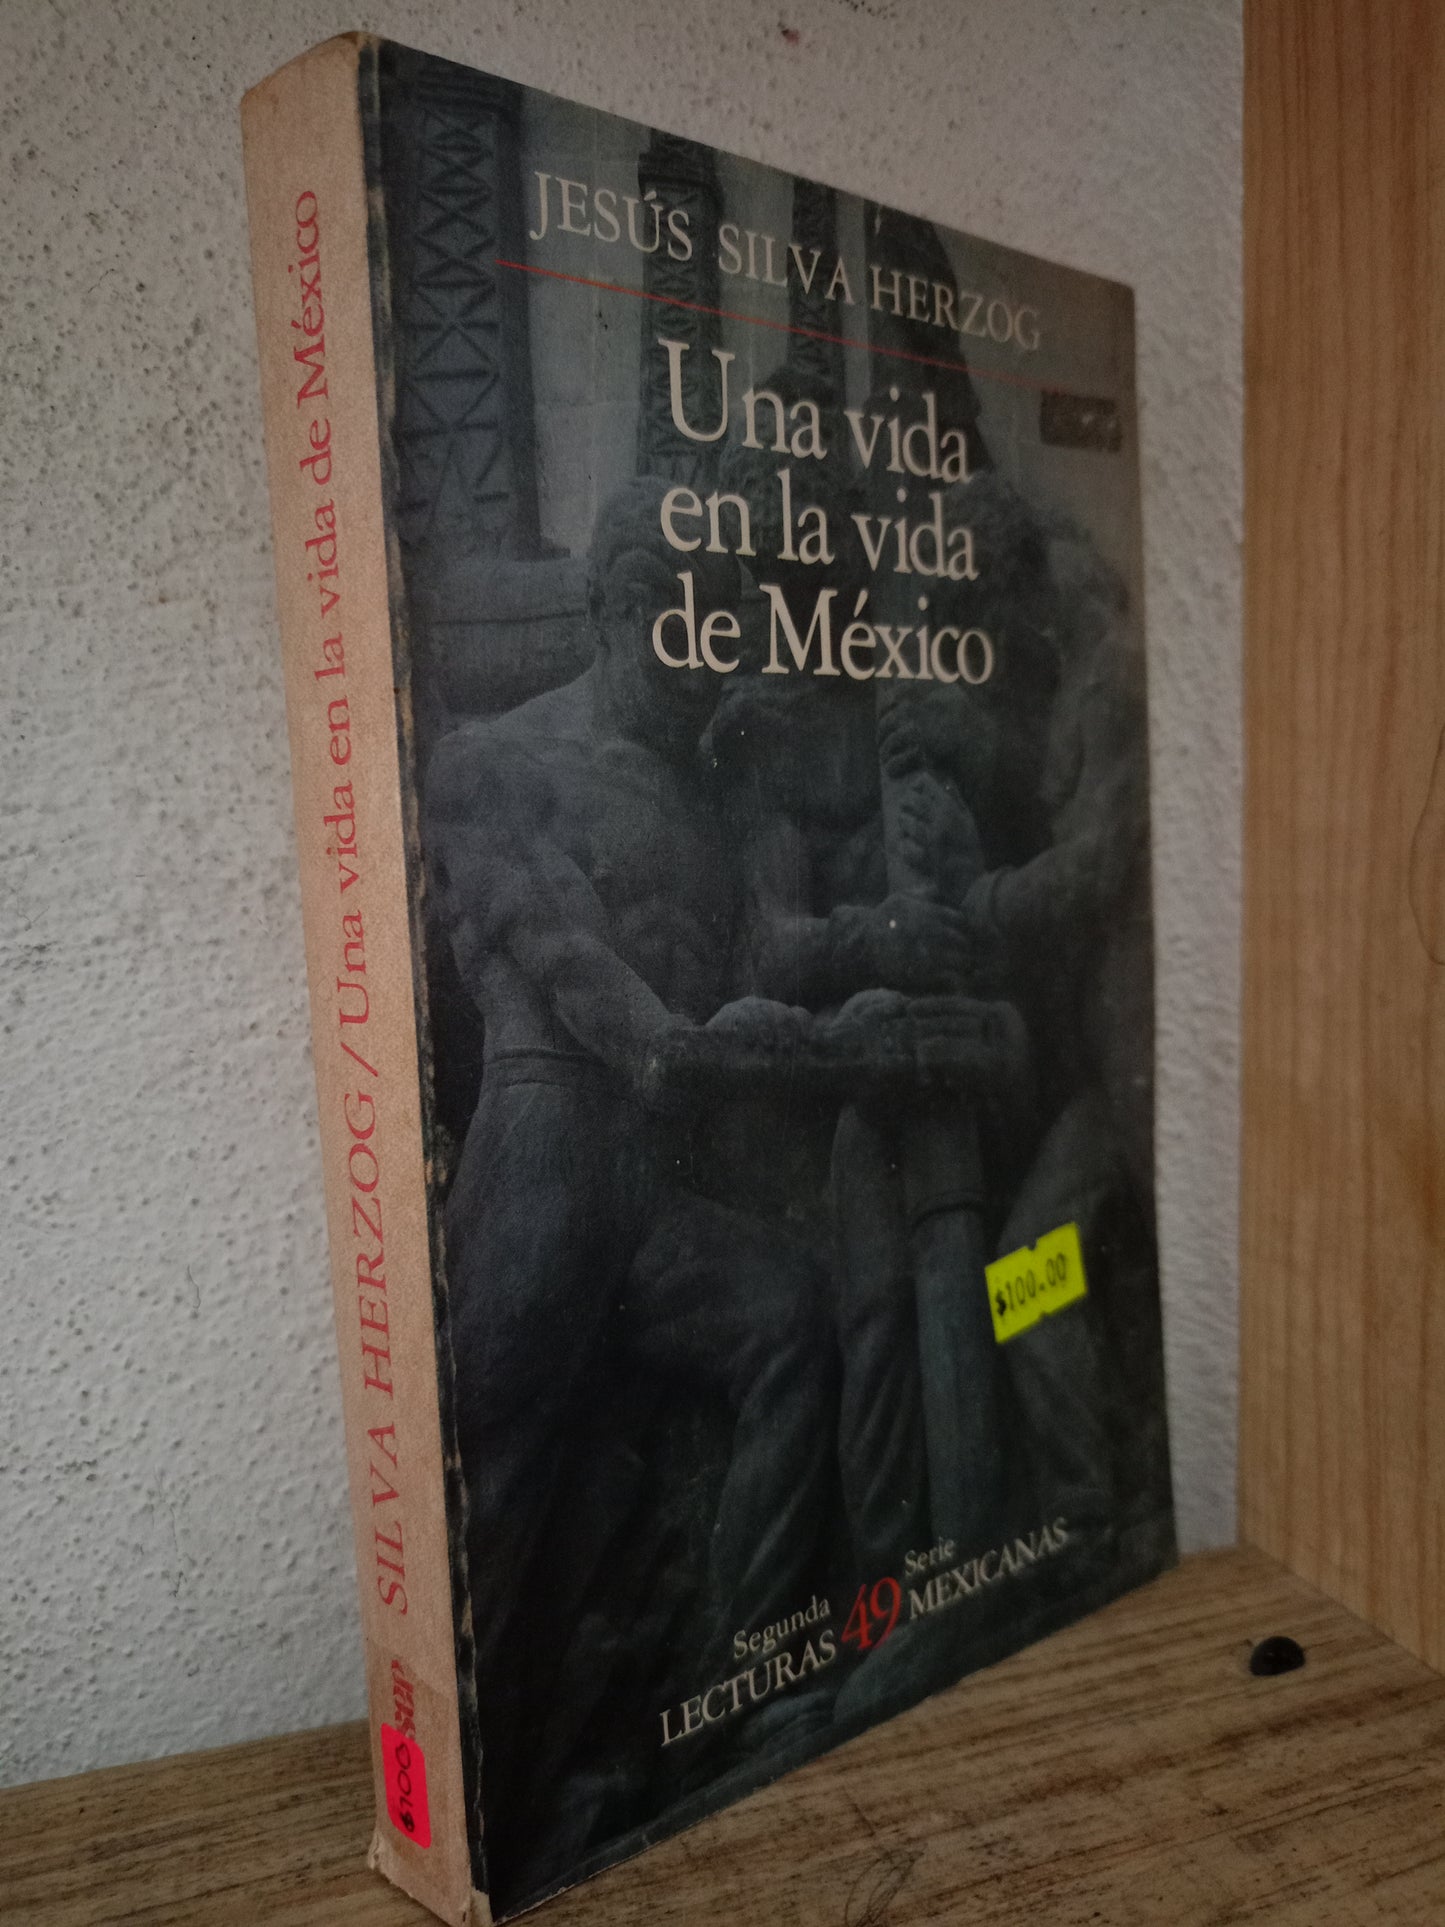 JESÚS SILVA HERZOG
Una vida
en la vida
de México
$100.00
Segunda Serie
LECTURAS 49 MEXICANAS
SILVA HERZOG / Una vida en la vida de México
$100